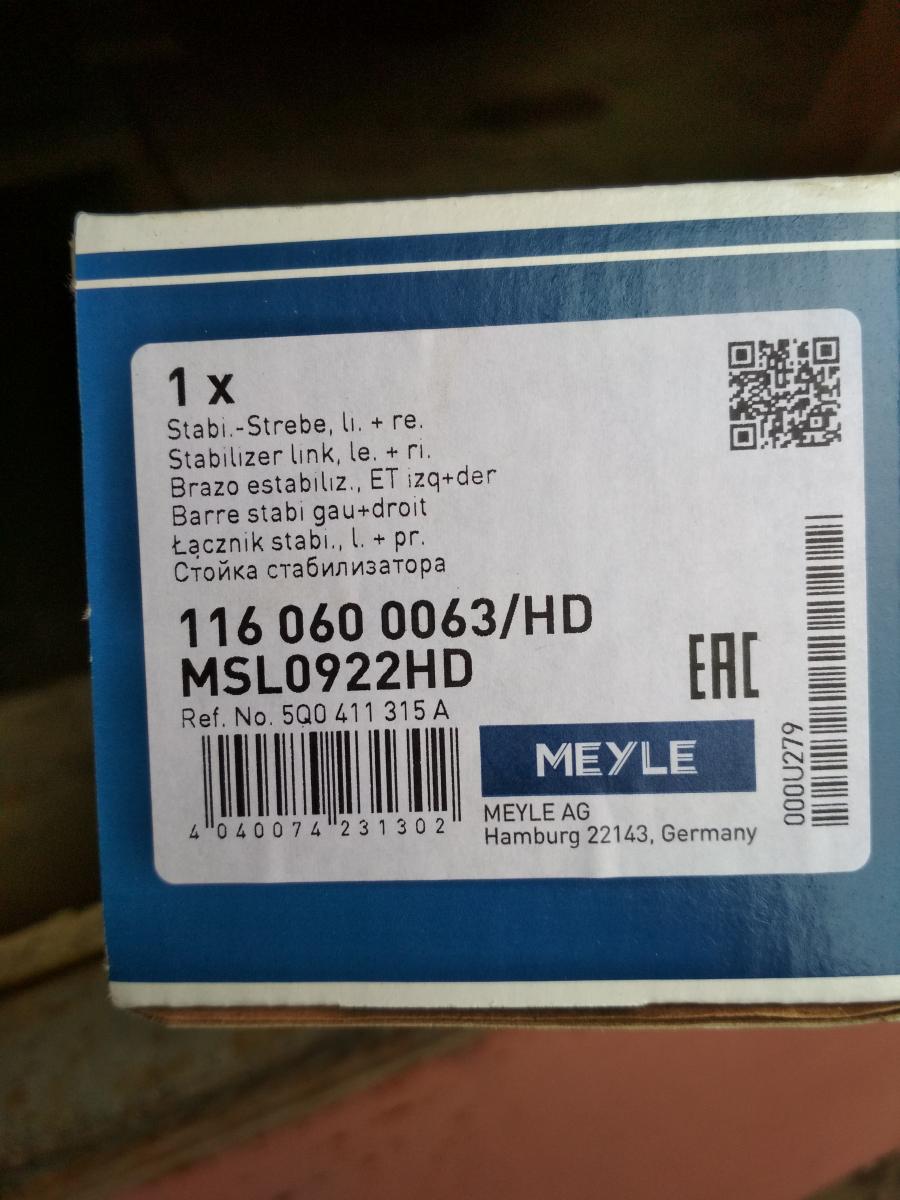 1 x
Stabi.-Strebe, li. + re.
Stabilizer link, le. + ri.
Brazo estabiliz., ET izq+der
Barre stabi gau+droit
Łącznik stabi., l. + pr.
Стойка стабилизатора
116 060 0063/HD
MSL0922HD
EAC
Ref. No. 5Q0 411 315 A
4 040074 231302
MEYLE
MEYLE AG
Hamburg 22143, Germany
000U279